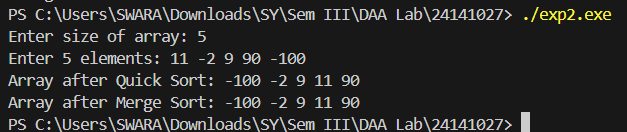 PS C:\Users\SWARA\Downloads\SY\Sem III\DAA Lab\24141027> ./exp2.exe
Enter size of array: 5
Enter 5 elements: 11 -2 9 90 -100
Array after Quick Sort: -100 -2 9 11 90
Array after Merge Sort: -100 -2 9 11 90
PS C:\Users\SWARA\Downloads\SY\Sem III\DAA Lab\24141027>